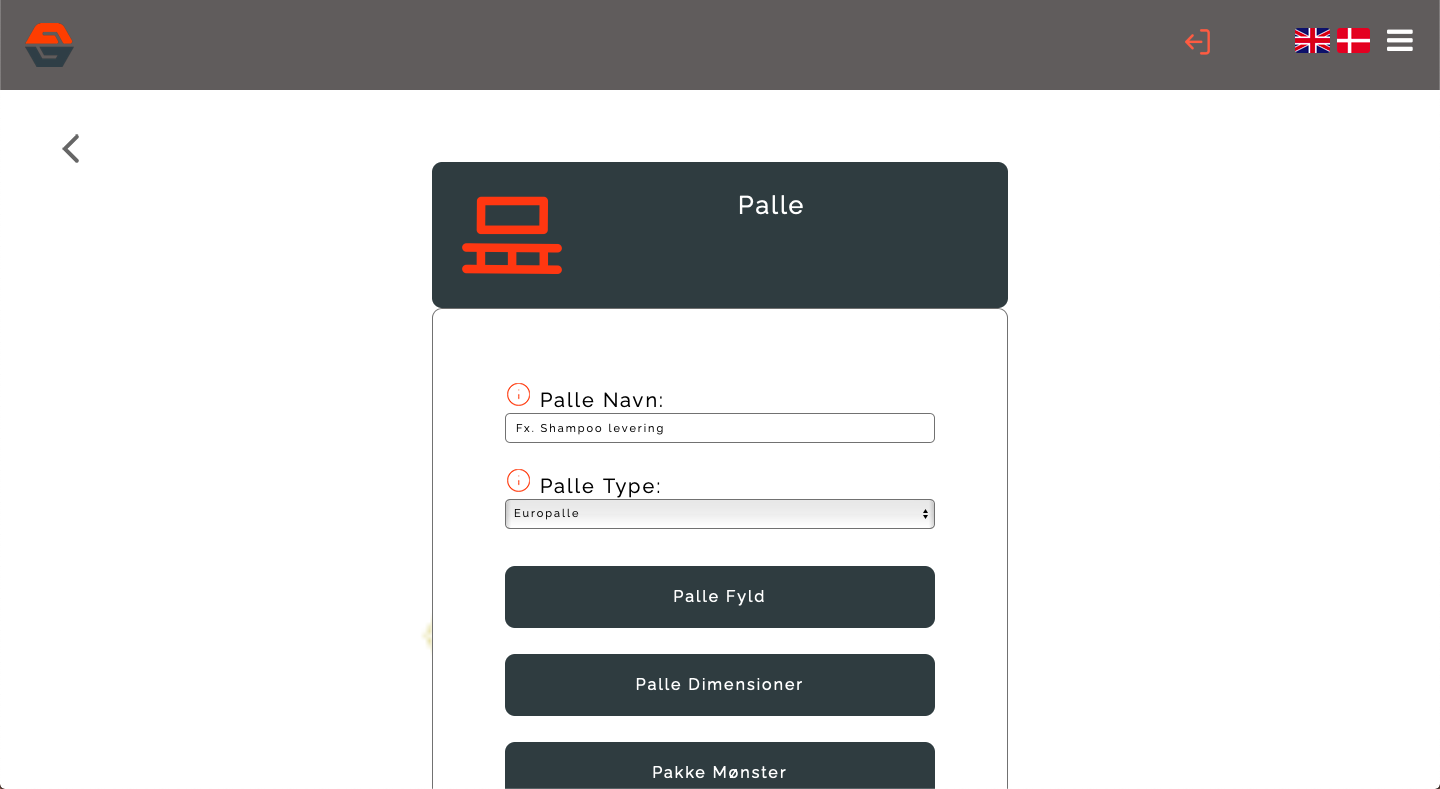 Palle
Palle Navn:
Fx. Shampoo levering
Palle Type:
Europalle
Palle Fyld
Palle Dimensioner
Pakke Mønster